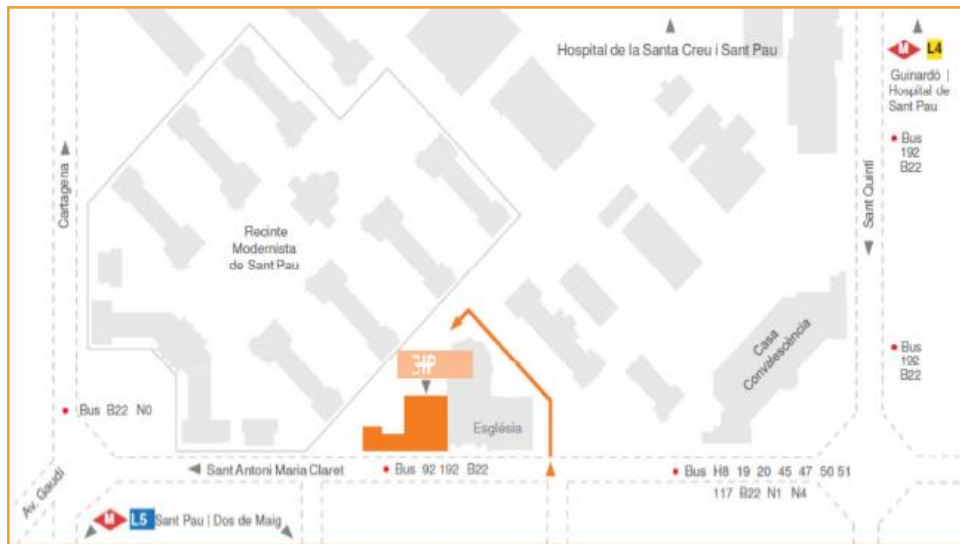 Hospital de la Santa Creu i Sant Pau
M L4
Guinardó |
Hospital de
Sant Pau
Bus
192
B22
Cartagena
Sant Quintí
Recinte
Modernista
de Sant Pau
Casa
Convalescència
Bus
192
B22
Bus B22 N0
Església
Sant Antoni Maria Claret
Bus 92 192 B22
Bus H8 19 20 45 47 50 51
117 B22 N1 N4
Av. Gaudí
M L5 Sant Pau | Dos de Maig